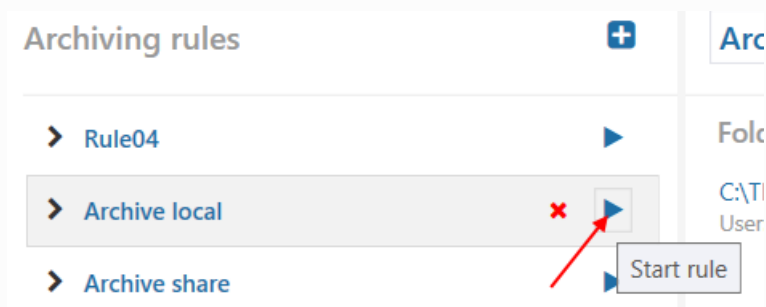 Archiving rules
Arc
Rule04
Fold
Archive local
C:\T
User
Start rule
Archive share